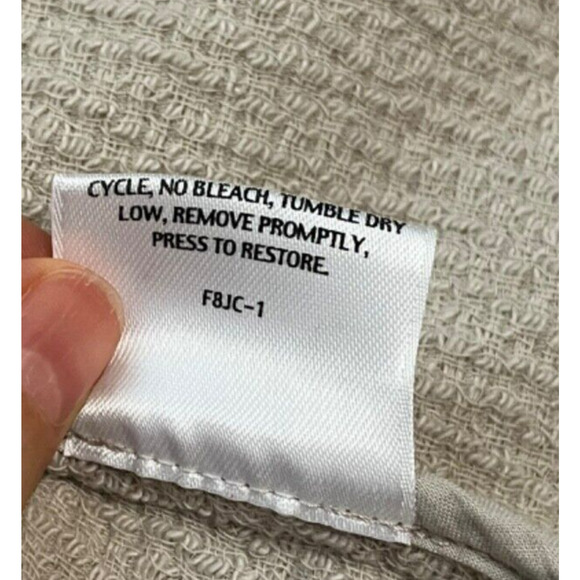 CYCLE, NO BLEACH, TUMBLE DRY
LOW, REMOVE PROMPTLY,
PRESS TO RESTORE.
F8JC-1